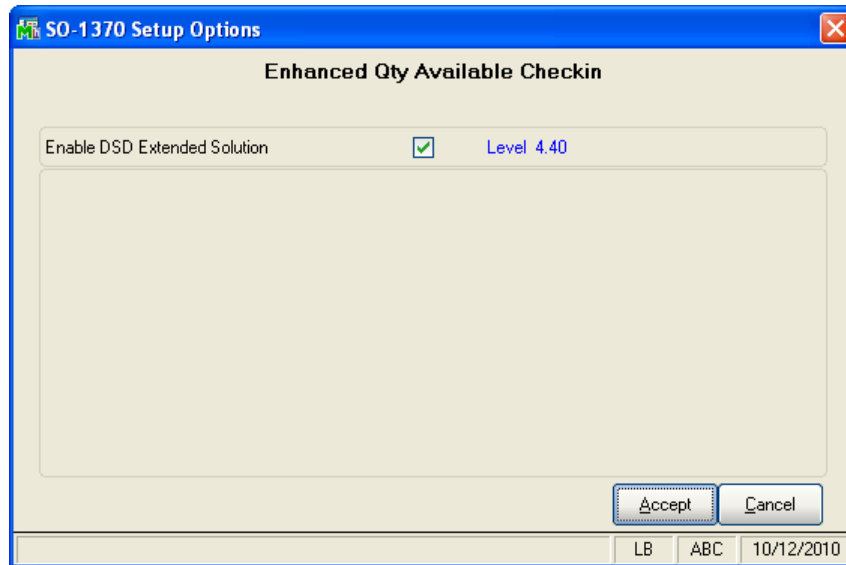 SO-1370 Setup Options
Enhanced Qty Available Checkin
Enable DSD Extended Solution Level 4.40
Accept Cancel
LB ABC 10/12/2010